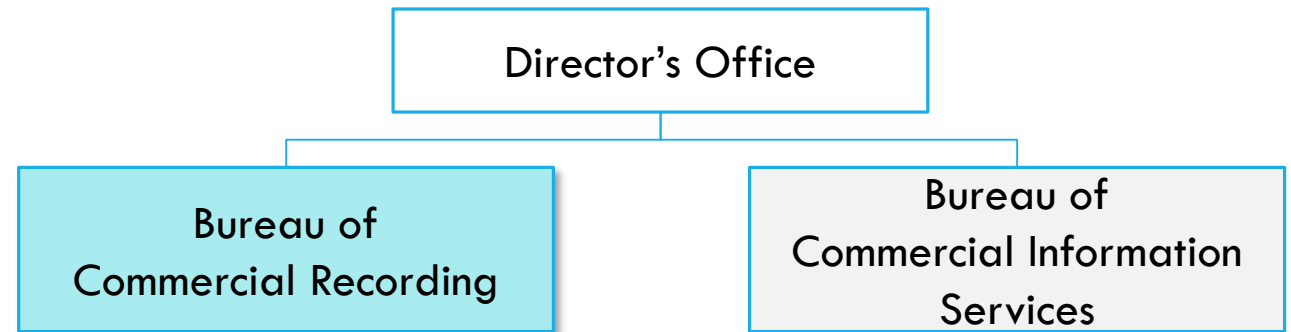 Director’s Office
Bureau of
Commercial Recording
Bureau of
Commercial Information
Services